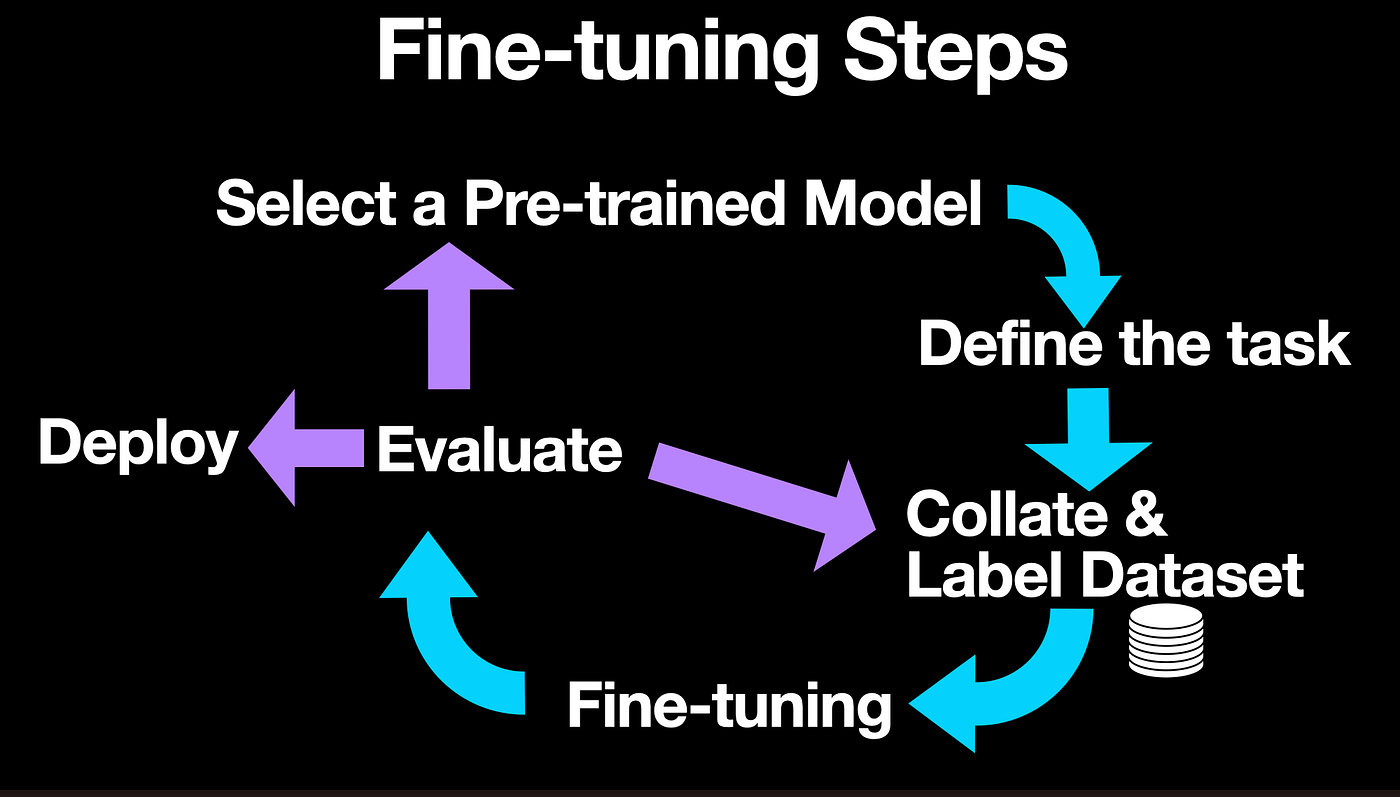 Fine-tuning Steps
Select a Pre-trained Model
Define the task
Deploy
Evaluate
Collate &
Label Dataset
Fine-tuning